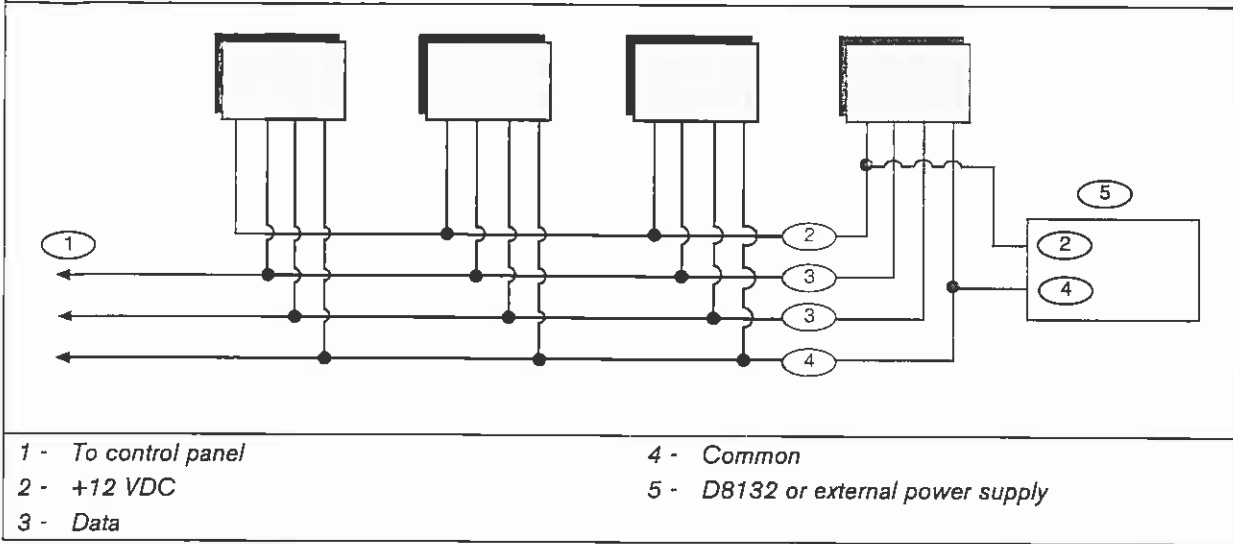 5
1
2
2
3
4
3
4
1 - To control panel
2 - +12 VDC
3 - Data
4 - Common
5 - D8132 or external power supply